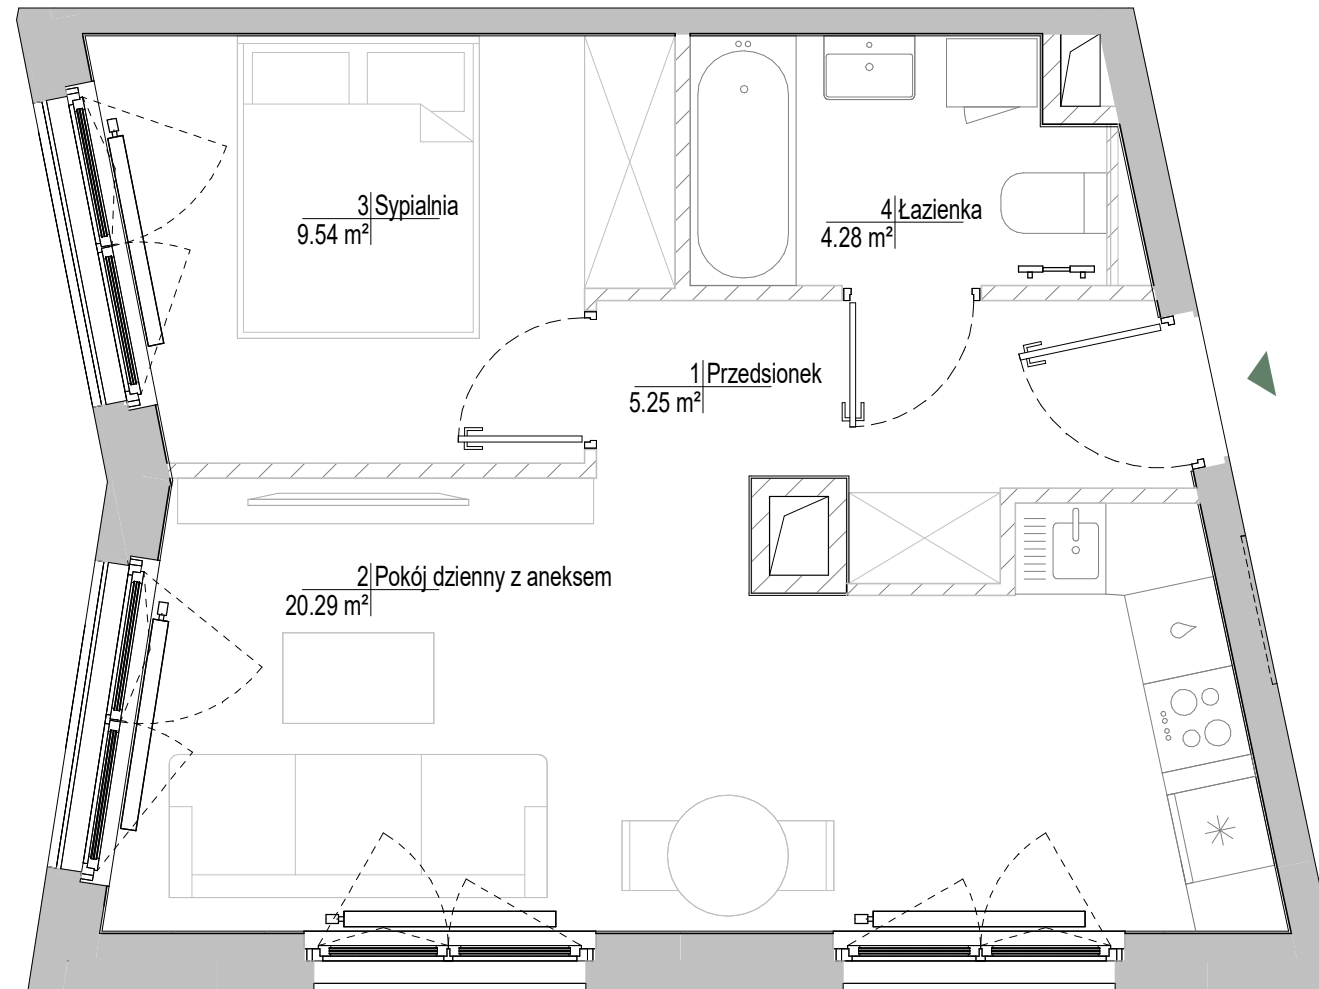 3 Sypialnia
9.54 m²
4 Łazienka
4.28 m²
1 Przedsionek
5.25 m²
2 Pokój dzienny z aneksem
20.29 m²